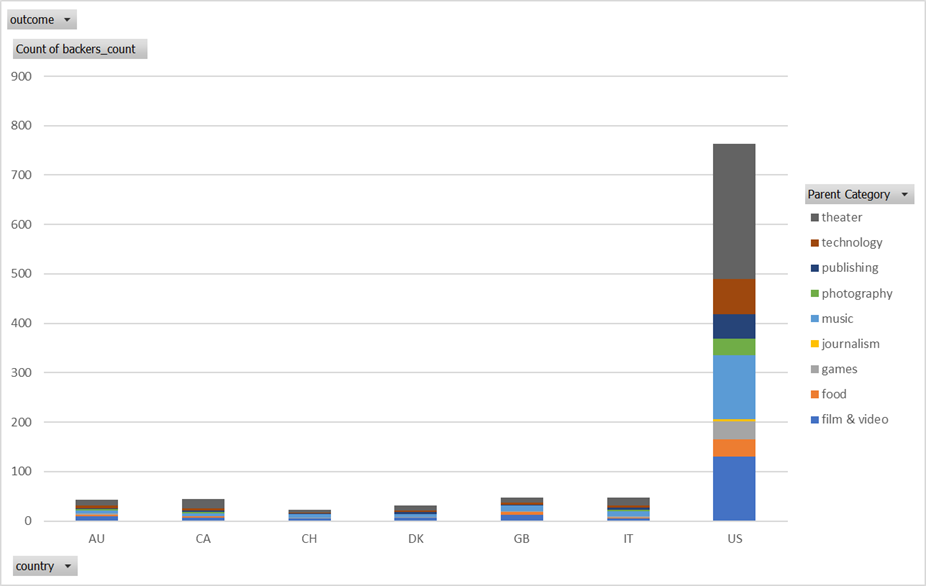 outcome
Count of backers_count
900
800
700
600
500
400
300
200
100
0
AU CA CH DK GB IT US
country
Parent Category
theater
technology
publishing
photography
music
journalism
games
food
film & video